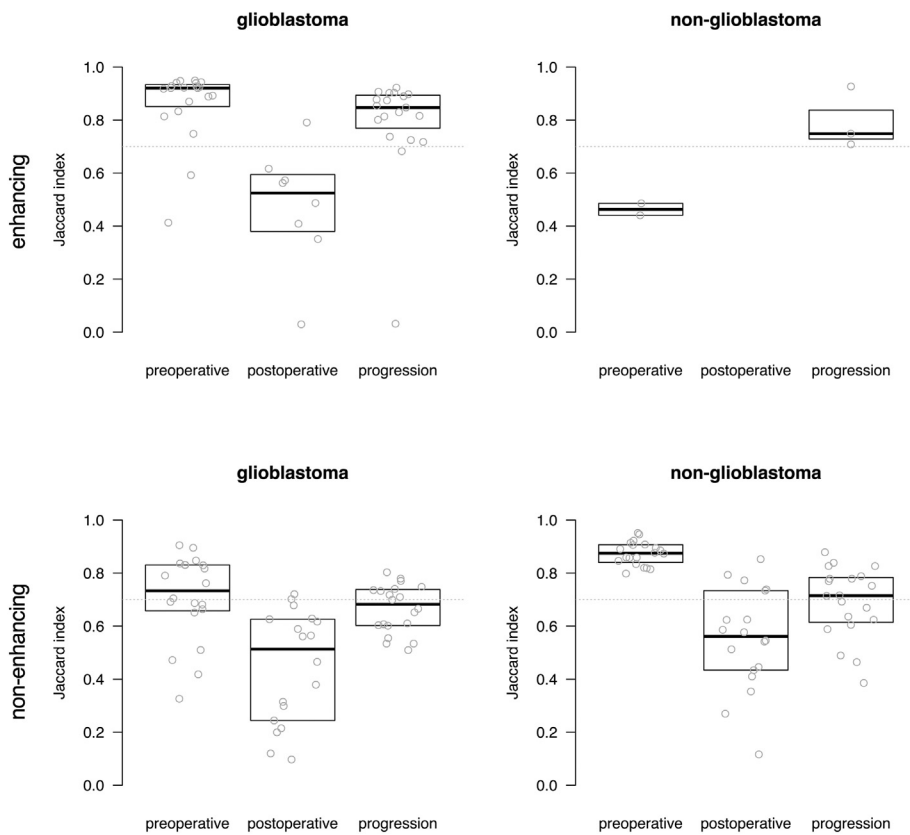 glioblastoma
non-glioblastoma
enhancing
Jaccard index
1.0
0.8
0.6
0.4
0.2
0.0
preoperative postoperative progression
Jaccard index
1.0
0.8
0.6
0.4
0.2
0.0
preoperative postoperative progression
glioblastoma
non-glioblastoma
non-enhancing
Jaccard index
1.0
0.8
0.6
0.4
0.2
0.0
preoperative postoperative progression
Jaccard index
1.0
0.8
0.6
0.4
0.2
0.0
preoperative postoperative progression